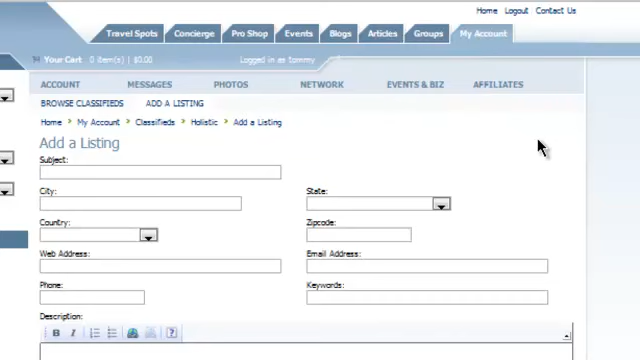 Home Logout Contact Us
Travel Spots Concierge Pro Shop Events Blogs Articles Groups My Account
Your Cart 0 item(s) | $0.00 Logged in as tommy
ACCOUNT MESSAGES PHOTOS NETWORK EVENTS & BIZ AFFILIATES
BROWSE CLASSIFIEDS ADD A LISTING
Home > My Account > Classifieds > Holistic > Add a Listing
Add a Listing
Subject:
City: State:
Country: Zipcode:
Web Address: Email Address:
Phone: Keywords:
Description:
B I ?